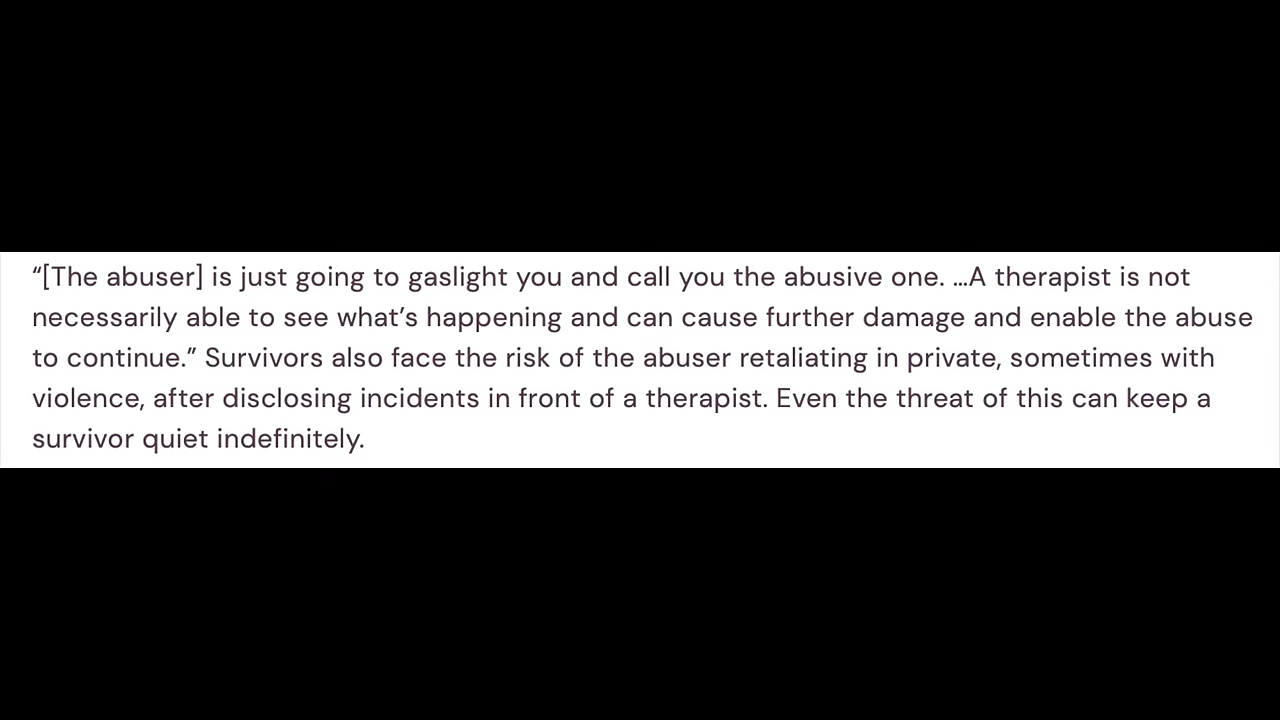 “[The abuser] is just going to gaslight you and call you the abusive one. …A therapist is not
necessarily able to see what’s happening and can cause further damage and enable the abuse
to continue.” Survivors also face the risk of the abuser retaliating in private, sometimes with
violence, after disclosing incidents in front of a therapist. Even the threat of this can keep a
survivor quiet indefinitely.